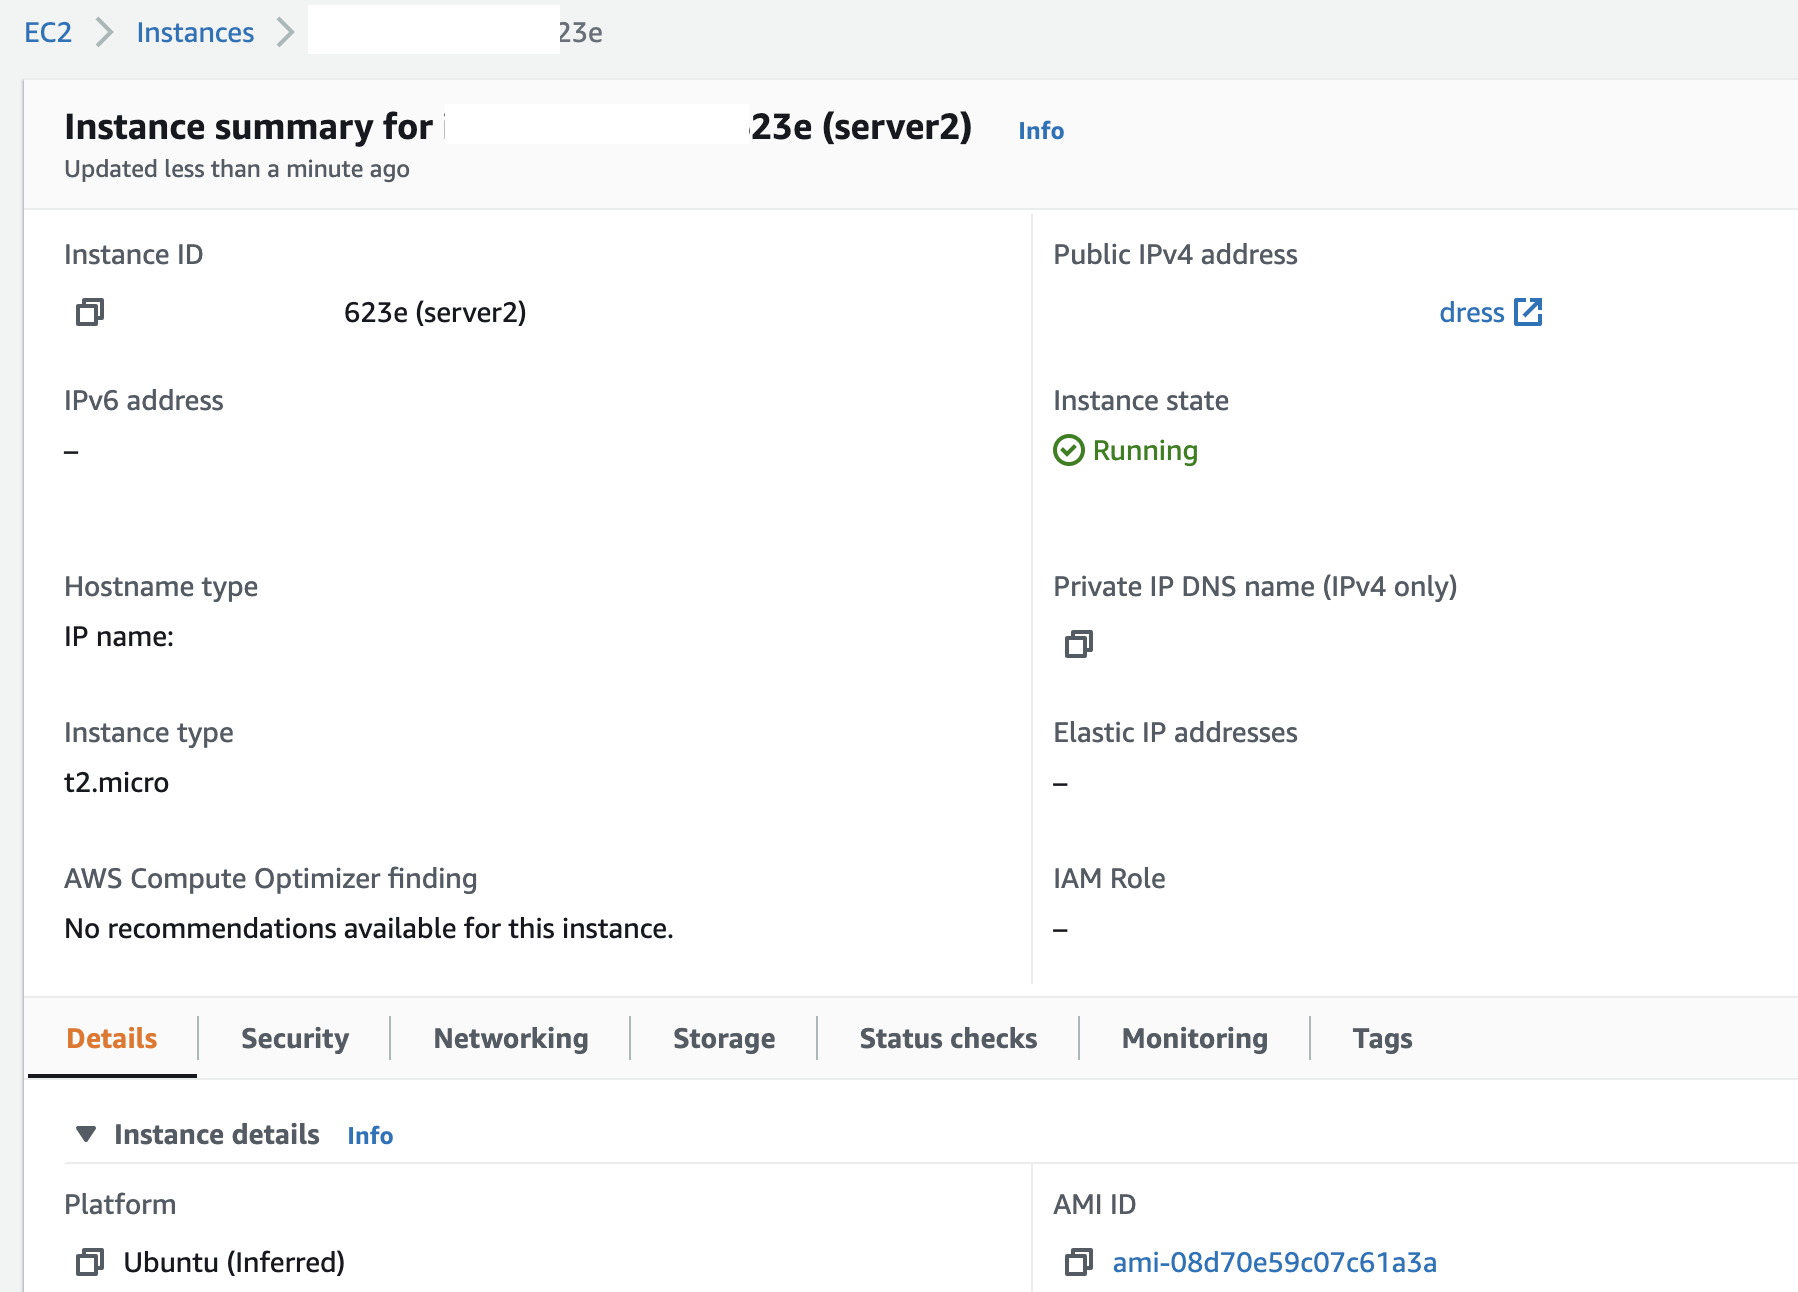 EC2 Instances 23e
Instance summary for 23e (server2) Info
Updated less than a minute ago
Instance ID
623e (server2)
Public IPv4 address
dress
IPv6 address
–
Instance state
Running
Hostname type
IP name:
Private IP DNS name (IPv4 only)
Instance type
t2.micro
Elastic IP addresses
–
AWS Compute Optimizer finding
No recommendations available for this instance.
IAM Role
–
Details Security Networking Storage Status checks Monitoring Tags
Instance details Info
Platform
Ubuntu (Inferred)
AMI ID
ami-08d70e59c07c61a3a